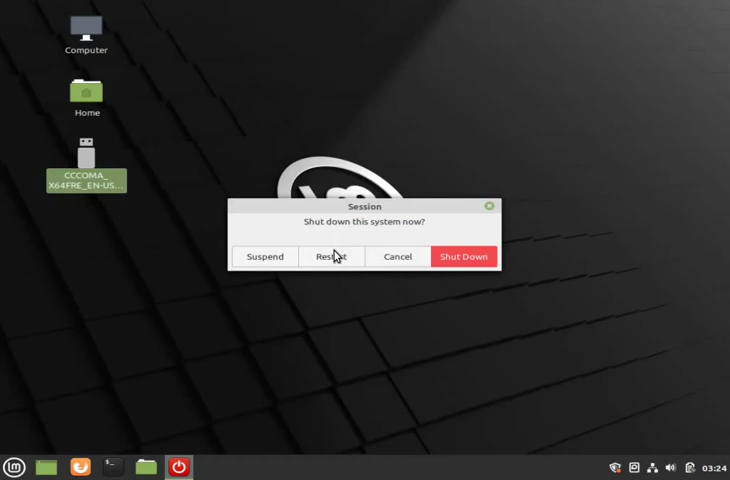 Computer
Home
CCCOMA_
X64FRE_EN-US...
Session
Shut down this system now?
Suspend
Restart
Cancel
Shut Down
03:24